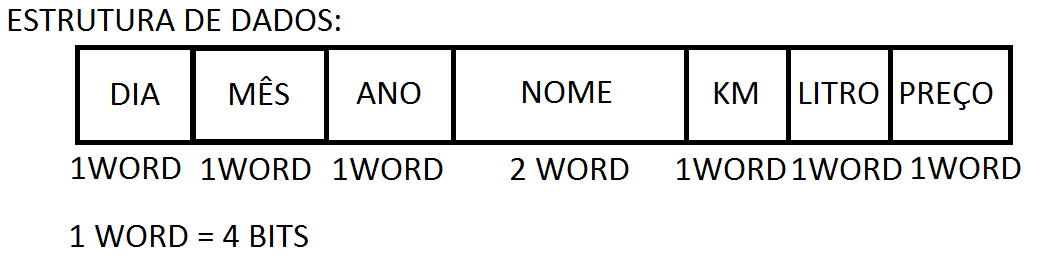 ESTRUTURA DE DADOS:
DIA MÊS ANO NOME KM LITRO PREÇO
1WORD 1WORD 1WORD 2 WORD 1WORD 1WORD 1WORD
1 WORD = 4 BITS